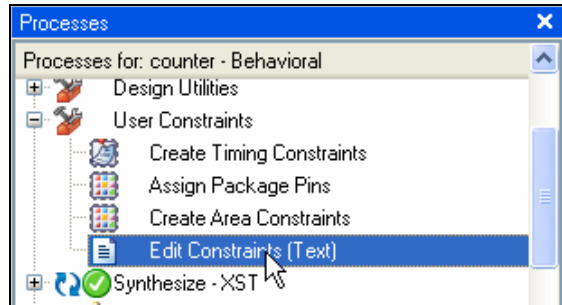 Processes
Processes for: counter - Behavioral
Design Utilities
User Constraints
Create Timing Constraints
Assign Package Pins
Create Area Constraints
Edit Constraints (Text)
Synthesize - XST